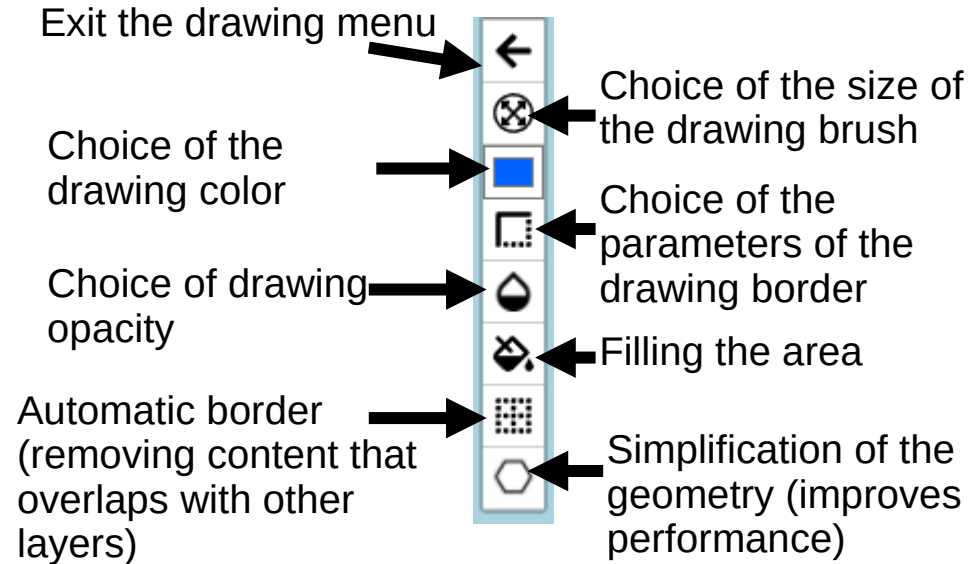 Exit the drawing menu
Choice of the size of
the drawing brush
Choice of the
drawing color
Choice of the
parameters of the
drawing border
Choice of drawing
opacity
Filling the area
Automatic border
(removing content that
overlaps with other
layers)
Simplification of the
geometry (improves
performance)